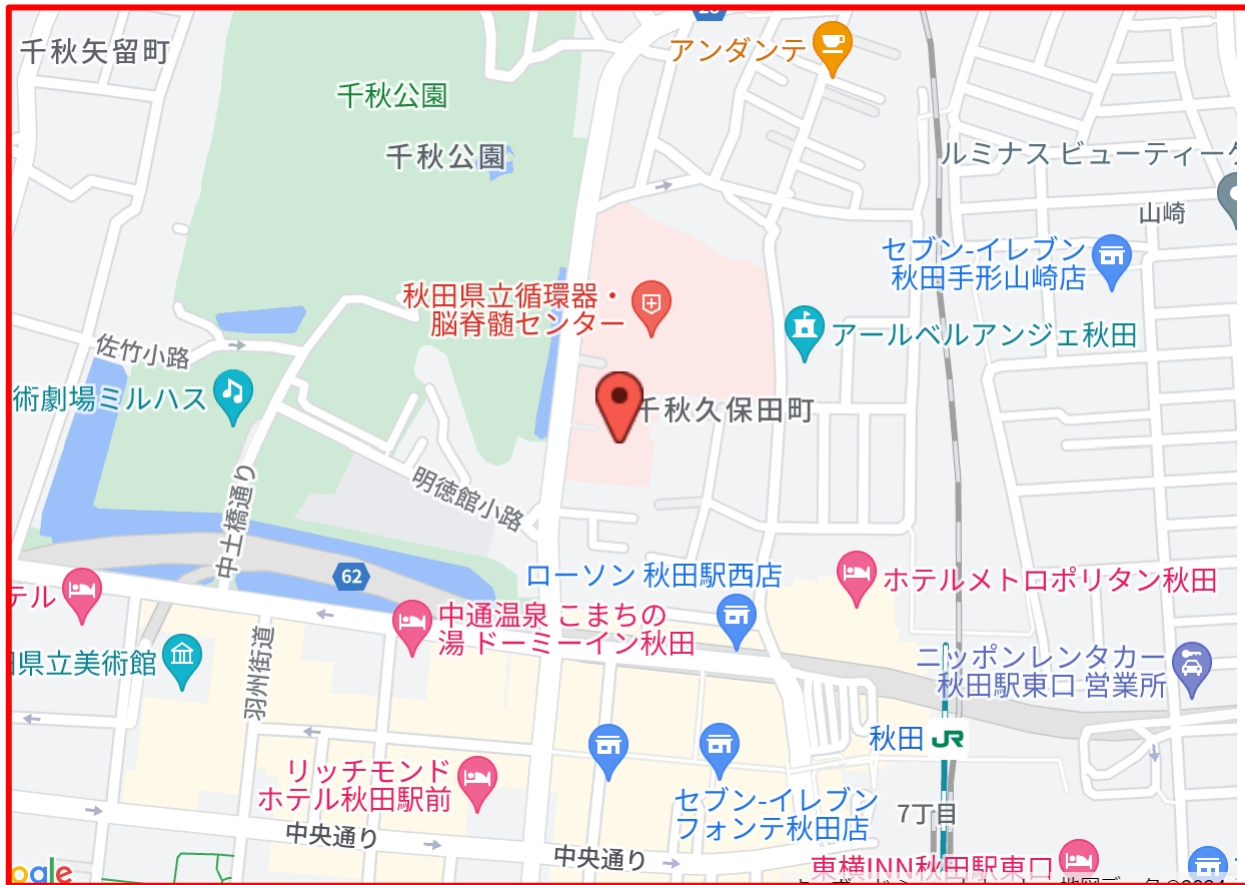 28
千秋矢留町
アンダンテ
千秋公園
千秋公園
ルミナス ビューティーク
山崎
セブン-イレブン
秋田手形山崎店
秋田県立循環器・
脳脊髄センター
アールベルアンジェ秋田
佐竹小路
術劇場ミルハス
千秋久保田町
明徳館小路
中土橋通り
62
ローソン 秋田駅西店
ホテルメトロポリタン秋田
テル
中通温泉 こまちの
湯 ドーミーイン秋田
県立美術館
羽州街道
ニッポンレンタカー
秋田駅東口 営業所
秋田 JR
リッチモンド
ホテル秋田駅前
セブン-イレブン
フォンテ秋田店
7丁目
中央通り
中央通り
東横INN秋田駅東口
ogle